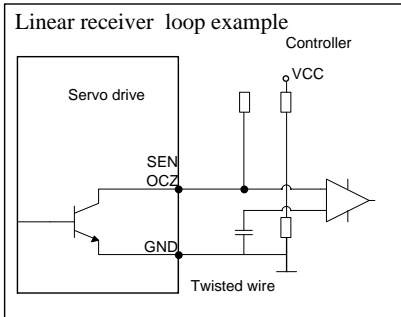 Linear receiver loop example
Controller
VCC
Servo drive
SEN
OCZ
GND
Twisted wire